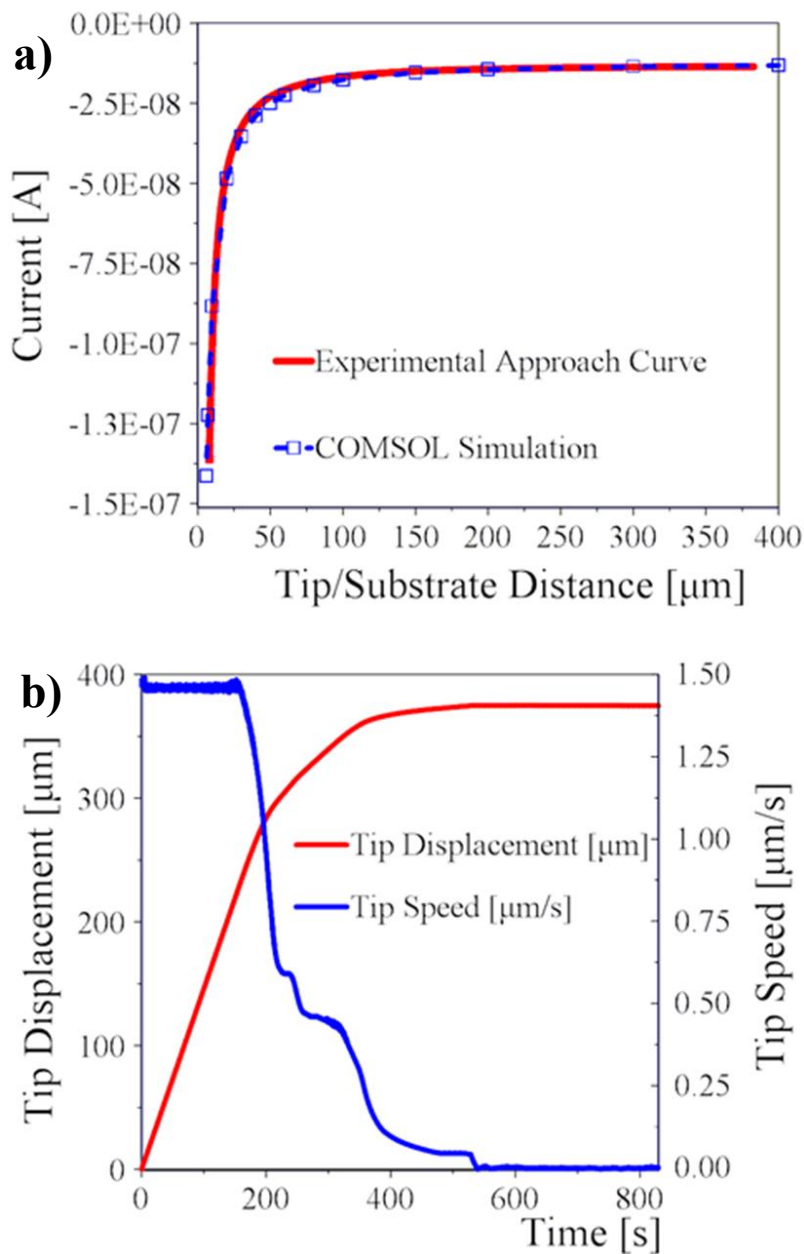 a)
0.0E+00
-2.5E-08
-5.0E-08
-7.5E-08
-1.0E-07
-1.3E-07
-1.5E-07
Current [A]
Experimental Approach Curve
COMSOL Simulation
0 50 100 150 200 250 300 350 400
Tip/Substrate Distance [μm]
b)
400
300
200
100
0
Tip Displacement [μm]
1.50
1.25
1.00
0.75
0.50
0.25
0.00
Tip Speed [μm/s]
Tip Displacement [μm]
Tip Speed [μm/s]
0 200 400 600 800
Time [s]